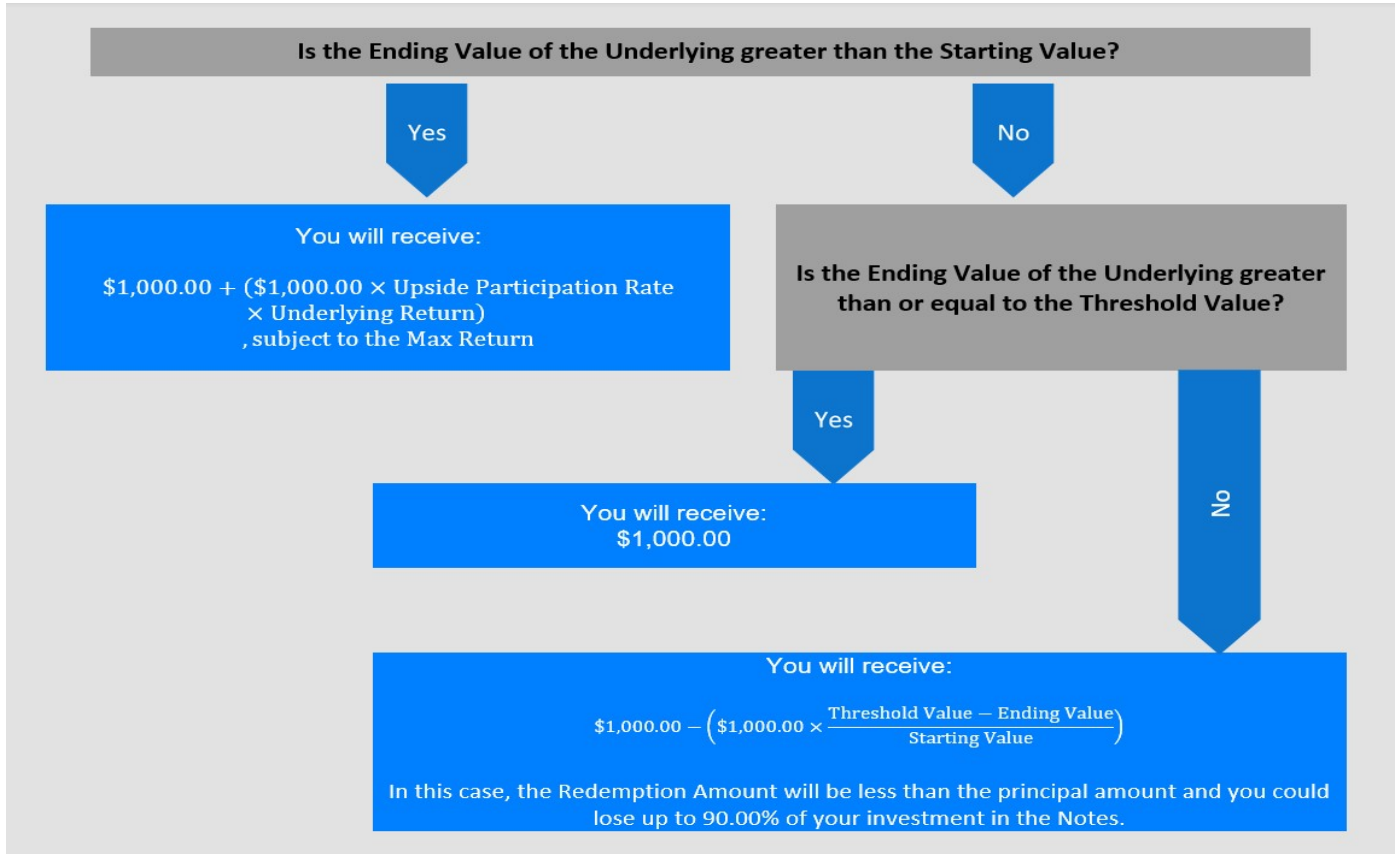 Is the Ending Value of the Underlying greater than the Starting Value?
Yes
No
You will receive:
$1,000.00 + ($1,000.00 × Upside Participation Rate
× Underlying Return)
, subject to the Max Return
Is the Ending Value of the Underlying greater
than or equal to the Threshold Value?
Yes
No
You will receive:
$1,000.00
You will receive:
$1,000.00 − ($1,000.00 × Threshold Value − Ending Value
Starting Value)
In this case, the Redemption Amount will be less than the principal amount and you could
lose up to 90.00% of your investment in the Notes.